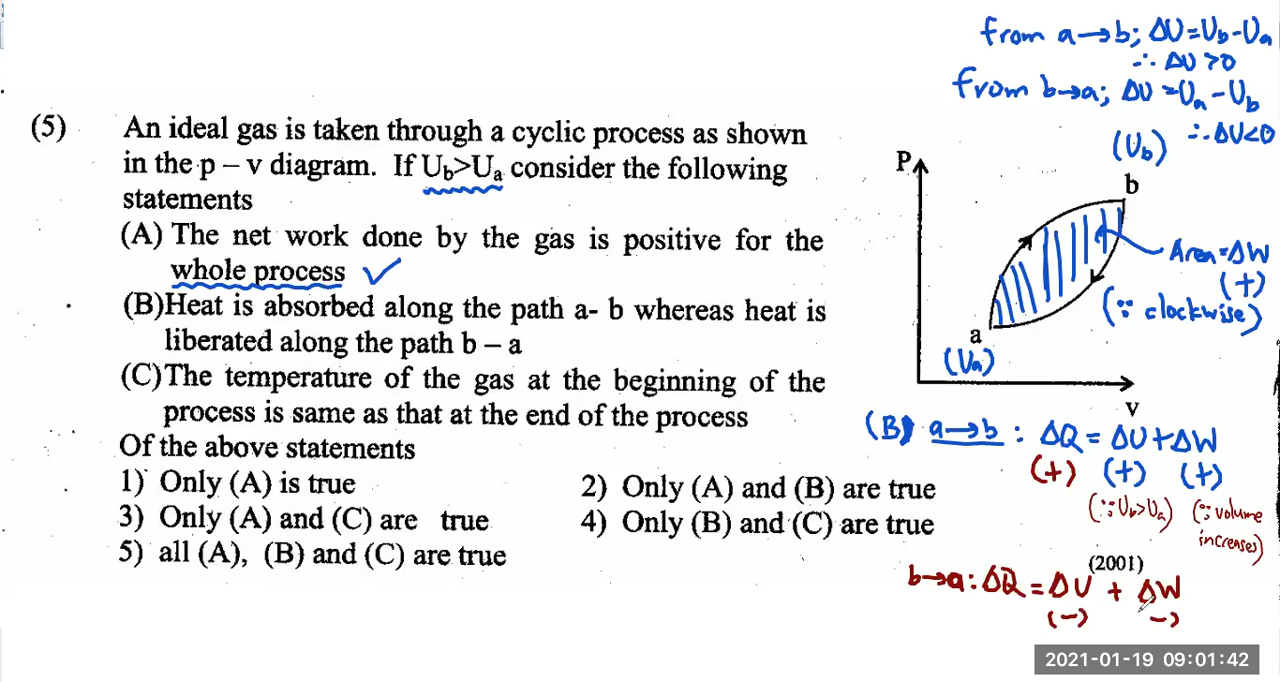 from a→b; ΔU=Ub-Ua
∴ ΔU >0
from b→a; ΔU =Ua-Ub
∴ ΔU<0
(5) An ideal gas is taken through a cyclic process as shown
in the p – v diagram. If Ub>Ua consider the following
statements
(A) The net work done by the gas is positive for the
whole process ✓
(B)Heat is absorbed along the path a- b whereas heat is
liberated along the path b – a
(C)The temperature of the gas at the beginning of the
process is same as that at the end of the process
Of the above statements
1) Only (A) is true
2) Only (A) and (B) are true
3) Only (A) and (C) are true
4) Only (B) and (C) are true
5) all (A), (B) and (C) are true
(2001)
P
(Ub)
b
Area=ΔW
(+)
(∵ clockwise)
a
(Ua)
v
(B) a→b : ΔQ = ΔU+ΔW
(+) (+) (+)
(∵Ub>Ua) (∵volume
increases)
b→a: ΔQ = ΔU + ΔW
(-) -)
2021-01-19 09:01:42